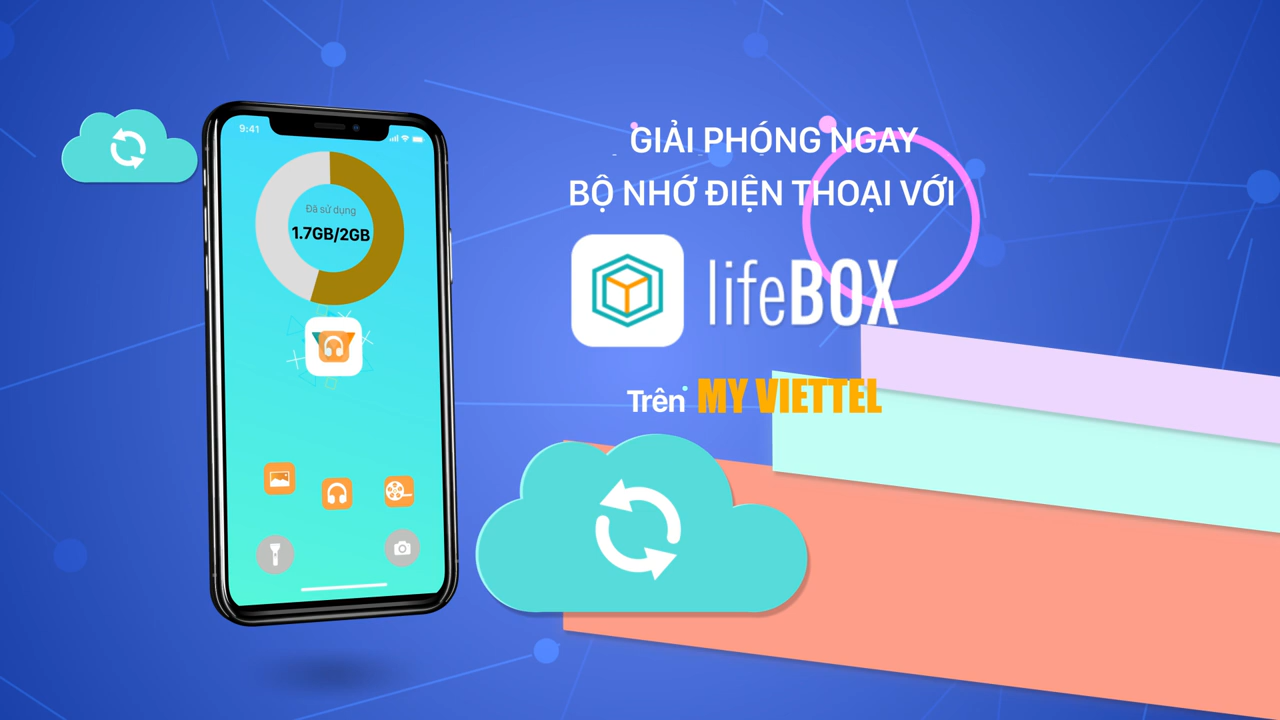 9:41
Đã sử dụng
1.7GB/2GB
GIẢI PHÓNG NGAY
BỘ NHỚ ĐIỆN THOẠI VỚI
lifeBOX
Trên MY VIETTEL